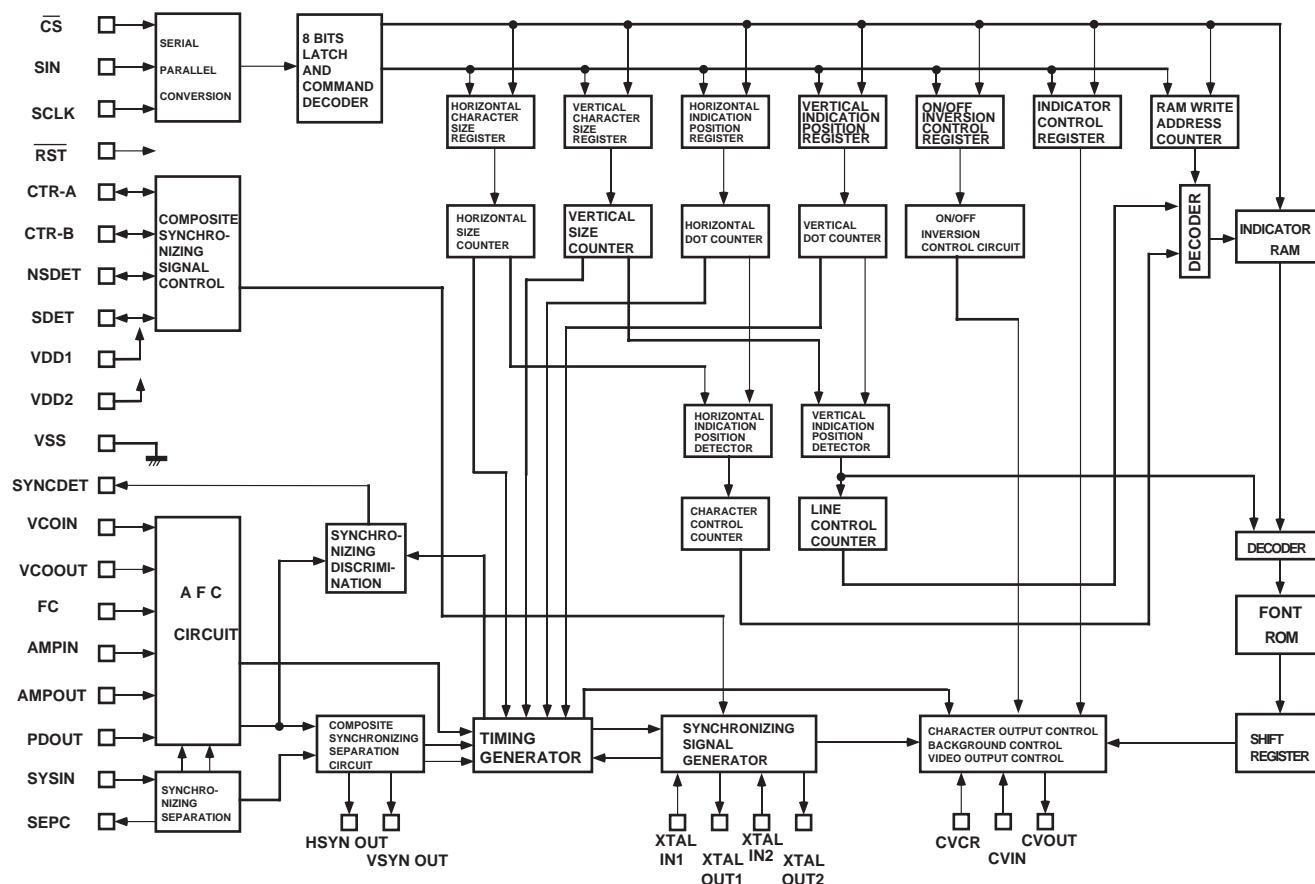 CS
SIN
SCLK
RST
CTR-A
CTR-B
NSDET
SDET
VDD1
VDD2
VSS
SYNCDET
VCOIN
VCOOUT
FC
AMPIN
AMPOUT
PDOUT
SYSIN
SEPC
SERIAL
PARALLEL
CONVERSION
8 BITS
LATCH
AND
COMMAND
DECODER
HORIZONTAL
CHARACTER
SIZE
REGISTER
VERTICAL
CHARACTER
SIZE
REGISTER
HORIZONTAL
INDICATION
POSITION
REGISTER
VERTICAL
INDICATION
POSITION
REGISTER
ON/OFF
INVERSION
CONTROL
REGISTER
INDICATOR
CONTROL
REGISTER
RAM WRITE
ADDRESS
COUNTER
COMPOSITE
SYNCHRO-
NIZING
SIGNAL
CONTROL
HORIZONTAL
SIZE
COUNTER
VERTICAL
SIZE
COUNTER
HORIZONTAL
DOT COUNTER
VERTICAL
DOT COUNTER
ON/OFF
INVERSION
CONTROL CIRCUIT
DECODER
INDICATOR
RAM
HORIZONTAL
INDICATION
POSITION
DETECTOR
VERTICAL
INDICATION
POSITION
DETECTOR
CHARACTER
CONTROL
COUNTER
LINE
CONTROL
COUNTER
DECODER
FONT
ROM
SYNCHRO-
NIZING
DISCRIMI-
NATION
A F C
CIRCUIT
COMPOSITE
SYNCHRONIZING
SEPARATION
CIRCUIT
TIMING
GENERATOR
SYNCHRONIZING
SIGNAL
GENERATOR
CHARACTER OUTPUT CONTROL
BACKGROUND CONTROL
VIDEO OUTPUT CONTROL
SHIFT
REGISTER
SYNCHRO-
NIZING
SEPARATION
HSYN OUT
VSYN OUT
XTAL
IN1
XTAL
OUT1
XTAL
IN2
XTAL
OUT2
CVCR
CVIN
CVOUT